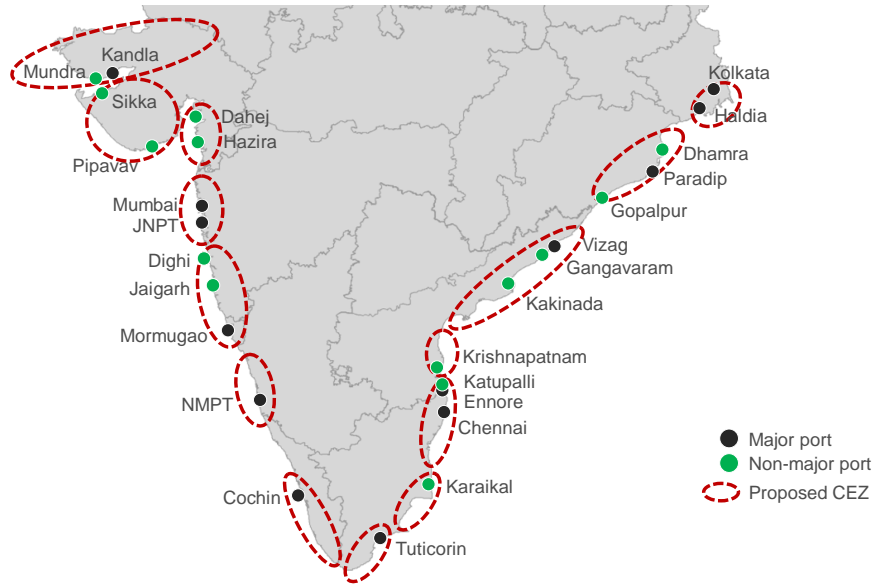 Kandla
Mundra
Sikka
Dahej
Hazira
Pipavav
Mumbai
JNPT
Dighi
Jaigarh
Mormugao
NMPT
Cochin
Kolkata
Haldia
Dhamra
Paradip
Gopalpur
Vizag
Gangavaram
Kakinada
Krishnapatnam
Katupalli
Ennore
Chennai
Karaikal
Tuticorin
Major port
Non-major port
Proposed CEZ